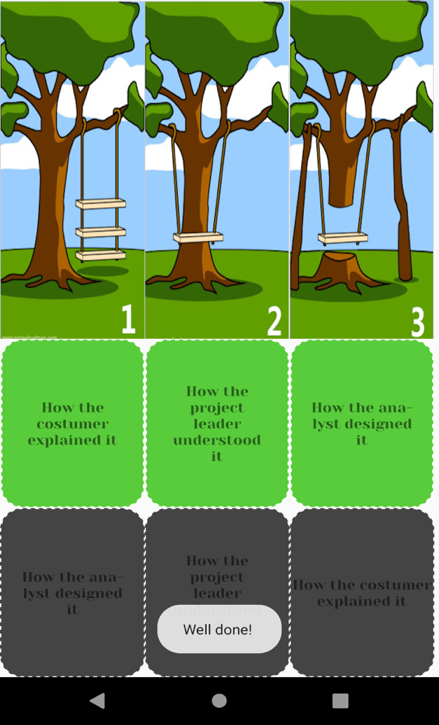 1
2
3
How the
costumer
explained it
How the
project
leader
understood
it
How the ana-
lyst designed
it
How the ana-
lyst designed
it
How the
project
leader
How the costumer
explained it
Well done!